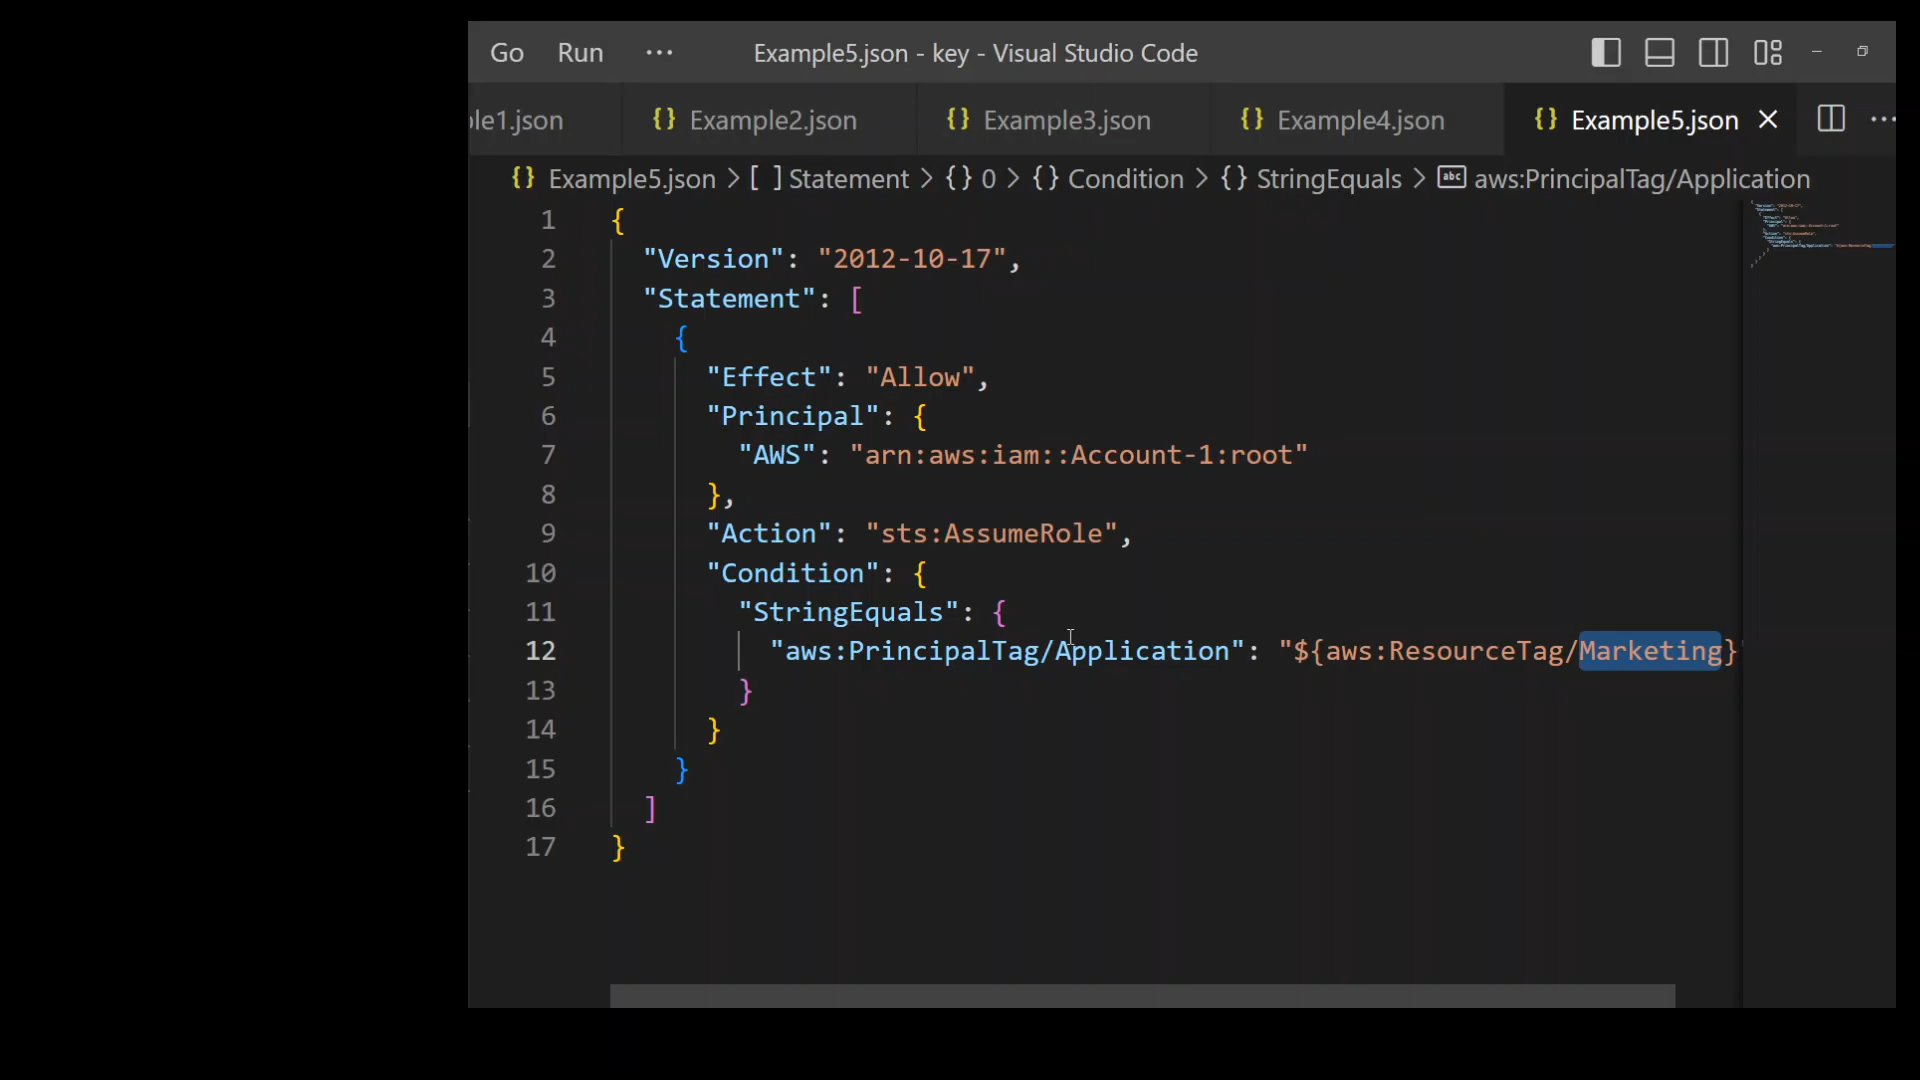 Go Run ··· Example5.json - key - Visual Studio Code
le1.json {} Example2.json {} Example3.json {} Example4.json {} Example5.json
{} Example5.json > [ ] Statement > {} 0 > {} Condition > {} StringEquals > abc aws:PrincipalTag/Application
1 {
2 "Version": "2012-10-17",
3 "Statement": [
4 {
5 "Effect": "Allow",
6 "Principal": {
7 "AWS": "arn:aws:iam::Account-1:root"
8 },
9 "Action": "sts:AssumeRole",
10 "Condition": {
11 "StringEquals": {
12 "aws:PrincipalTag/Application": "${aws:ResourceTag/Marketing}"
13 }
14 }
15 }
16 ]
17 }